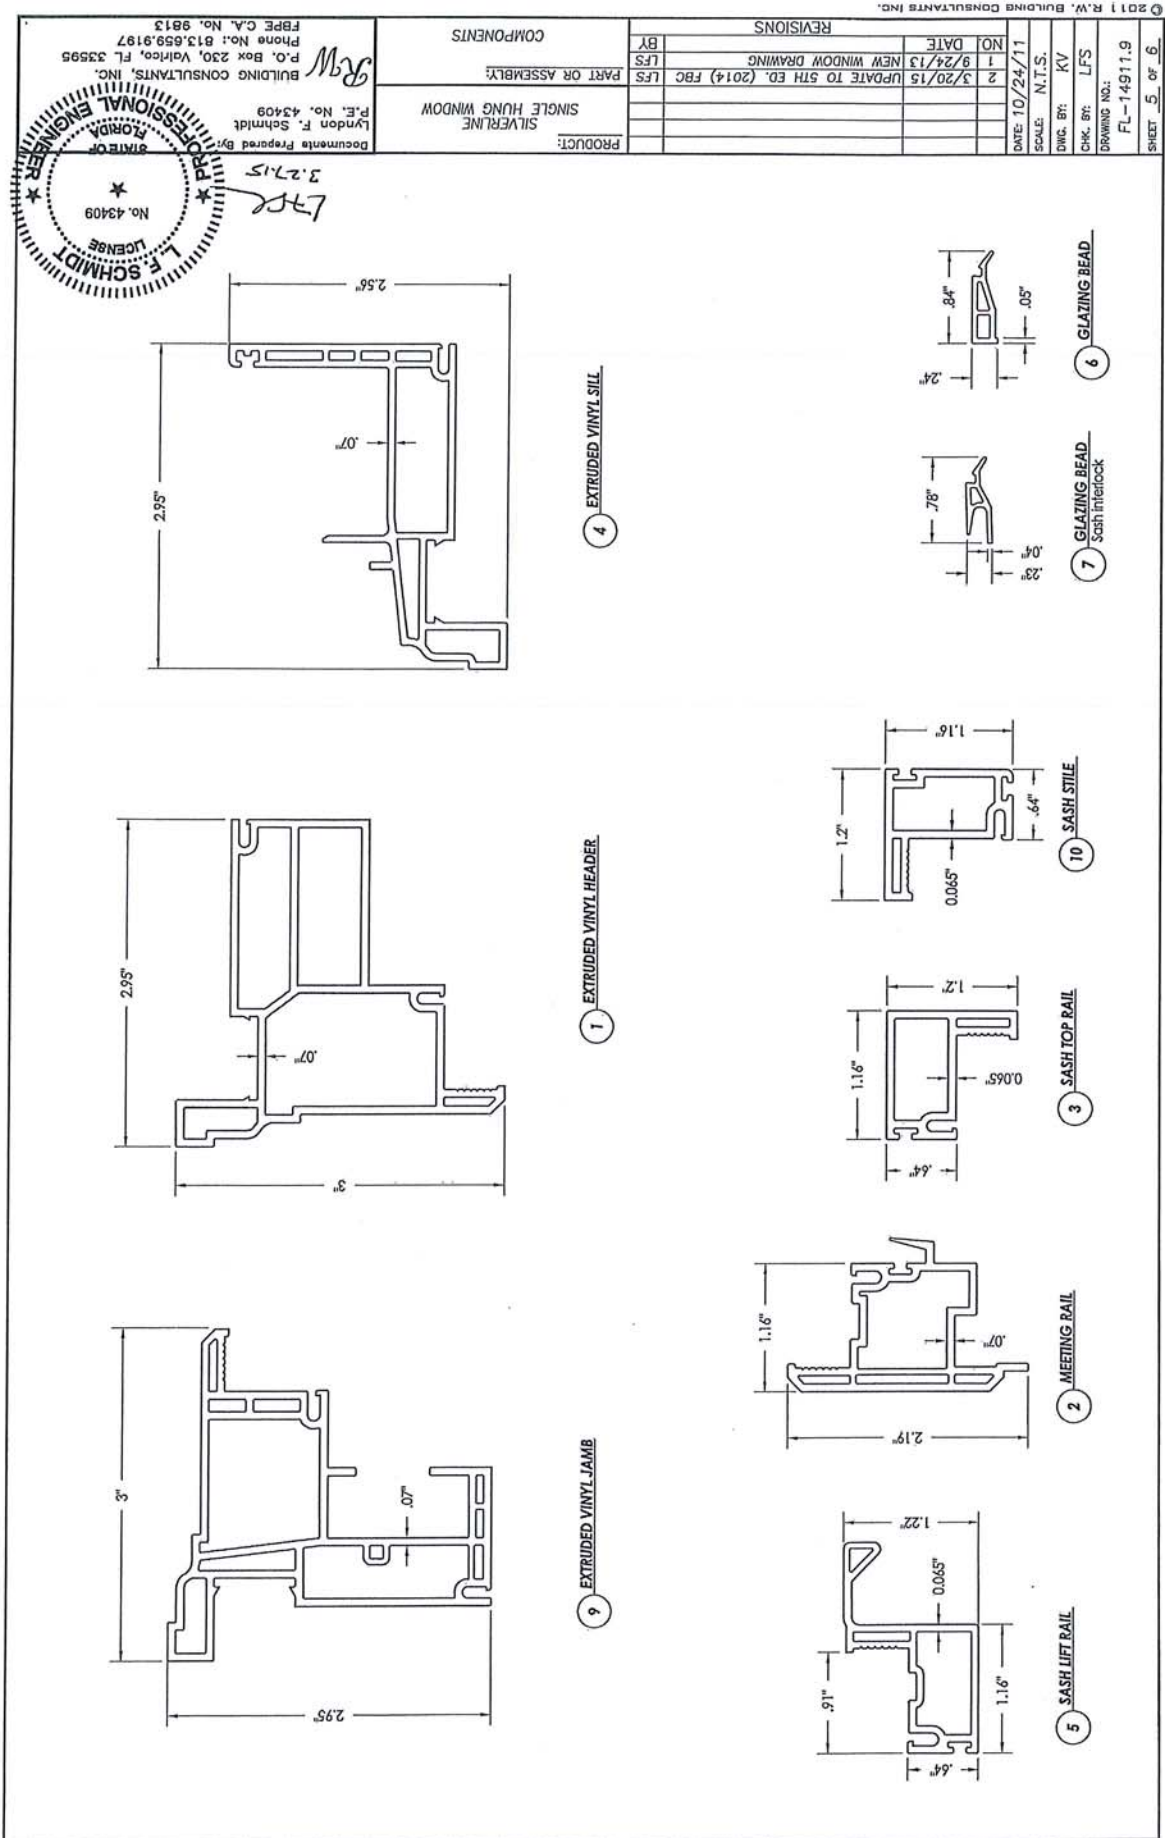 © 2011 R.W. BUILDING CONSULTANTS INC.
FBPE C.A. No. 9813
Phone No.: 813.659.9197
P.O. Box 230, Valrico, FL 33595
BUILDING CONSULTANTS, INC.
RW
P.E. No. 43409
Lyndon F. Schmidt
Documents Prepared By:
COMPONENTS
PART OR ASSEMBLY:
SINGLE HUNG WINDOW
SILVERLINE
PRODUCT:
REVISIONS
NO. DATE BY
1 9/24/13 NEW WINDOW DRAWING LFS
2 3/20/15 UPDATE TO 5TH ED. (2014) FBC LFS
DATE: 10/24/11
SCALE: N.T.S.
DWG. BY: KV
CHK. BY: LFS
DRAWING NO.:
FL-14911.9
SHEET 5 OF 6
L. F. SCHMIDT
LICENSE
No. 43409
STATE OF
FLORIDA
PROFESSIONAL ENGINEER
3.27.15
2.56"
2.95"
.07"
4 EXTRUDED VINYL SILL
.84"
.05"
.24"
6 GLAZING BEAD
.78"
.04"
.23"
7 GLAZING BEAD
Sash interlock
2.95"
.07"
3"
1 EXTRUDED VINYL HEADER
1.16"
1.2"
.64"
0.065"
10 SASH STILE
1.2"
1.16"
0.065"
.64"
3 SASH TOP RAIL
3"
.07"
2.95"
9 EXTRUDED VINYL JAMB
1.16"
.07"
2.19"
2 MEETING RAIL
1.22"
0.065"
.91"
1.16"
.64"
5 SASH LIFT RAIL